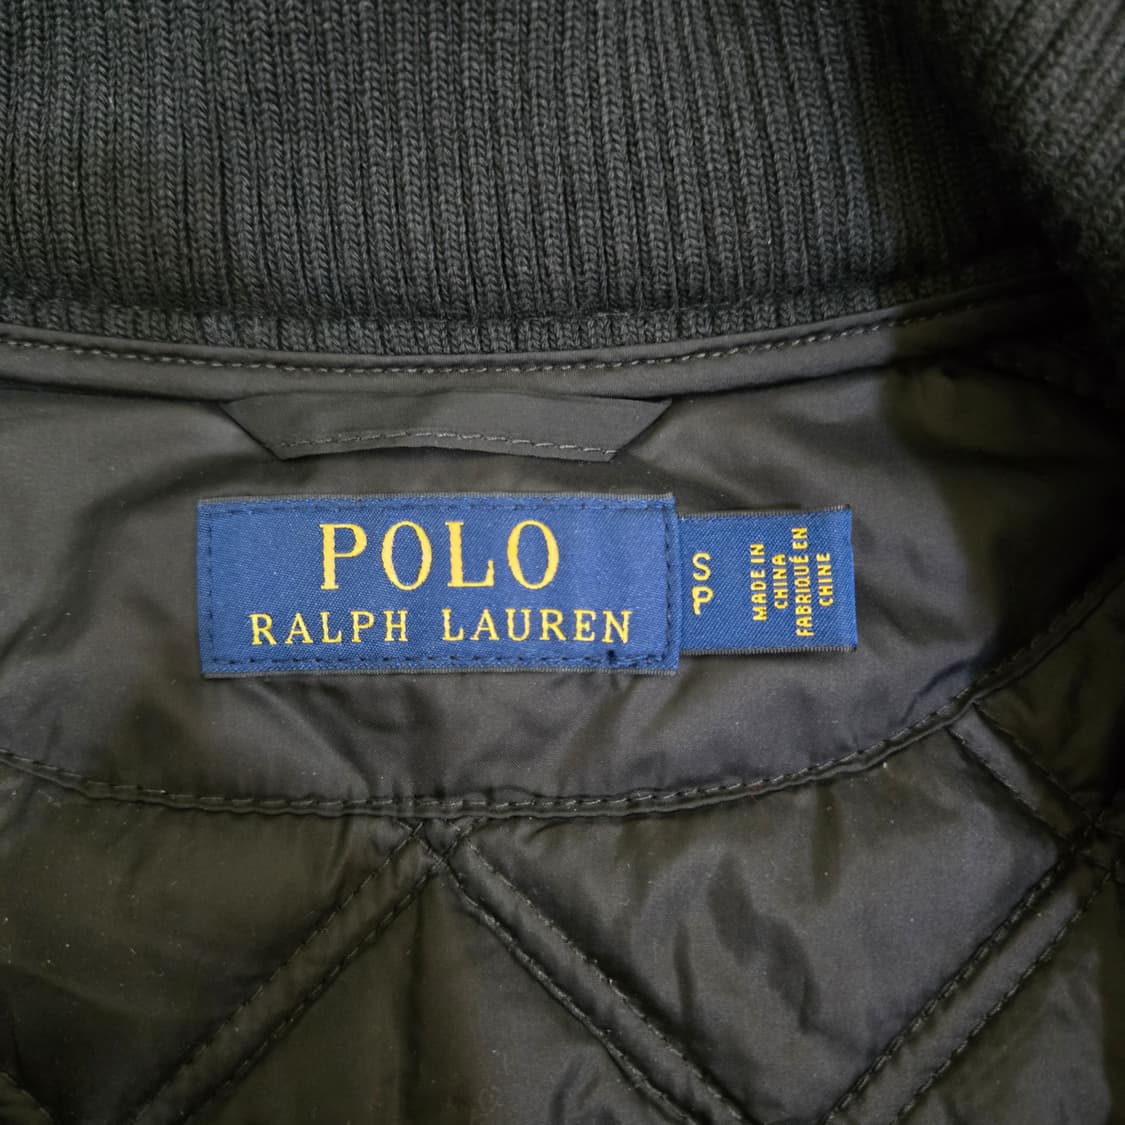 POLO
RALPH LAUREN
S
P
MADE IN
CHINA
FABRIQUÉ EN
CHINE